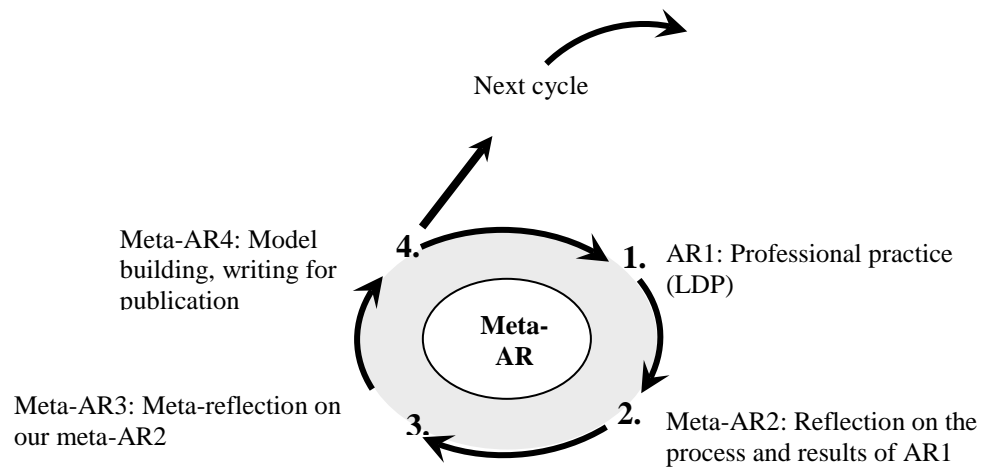 Next cycle
Meta-AR4: Model
building, writing for
publication
4.
1.
AR1: Professional practice
(LDP)
Meta-
AR
Meta-AR3: Meta-reflection on
our meta-AR2
3.
2.
Meta-AR2: Reflection on the
process and results of AR1